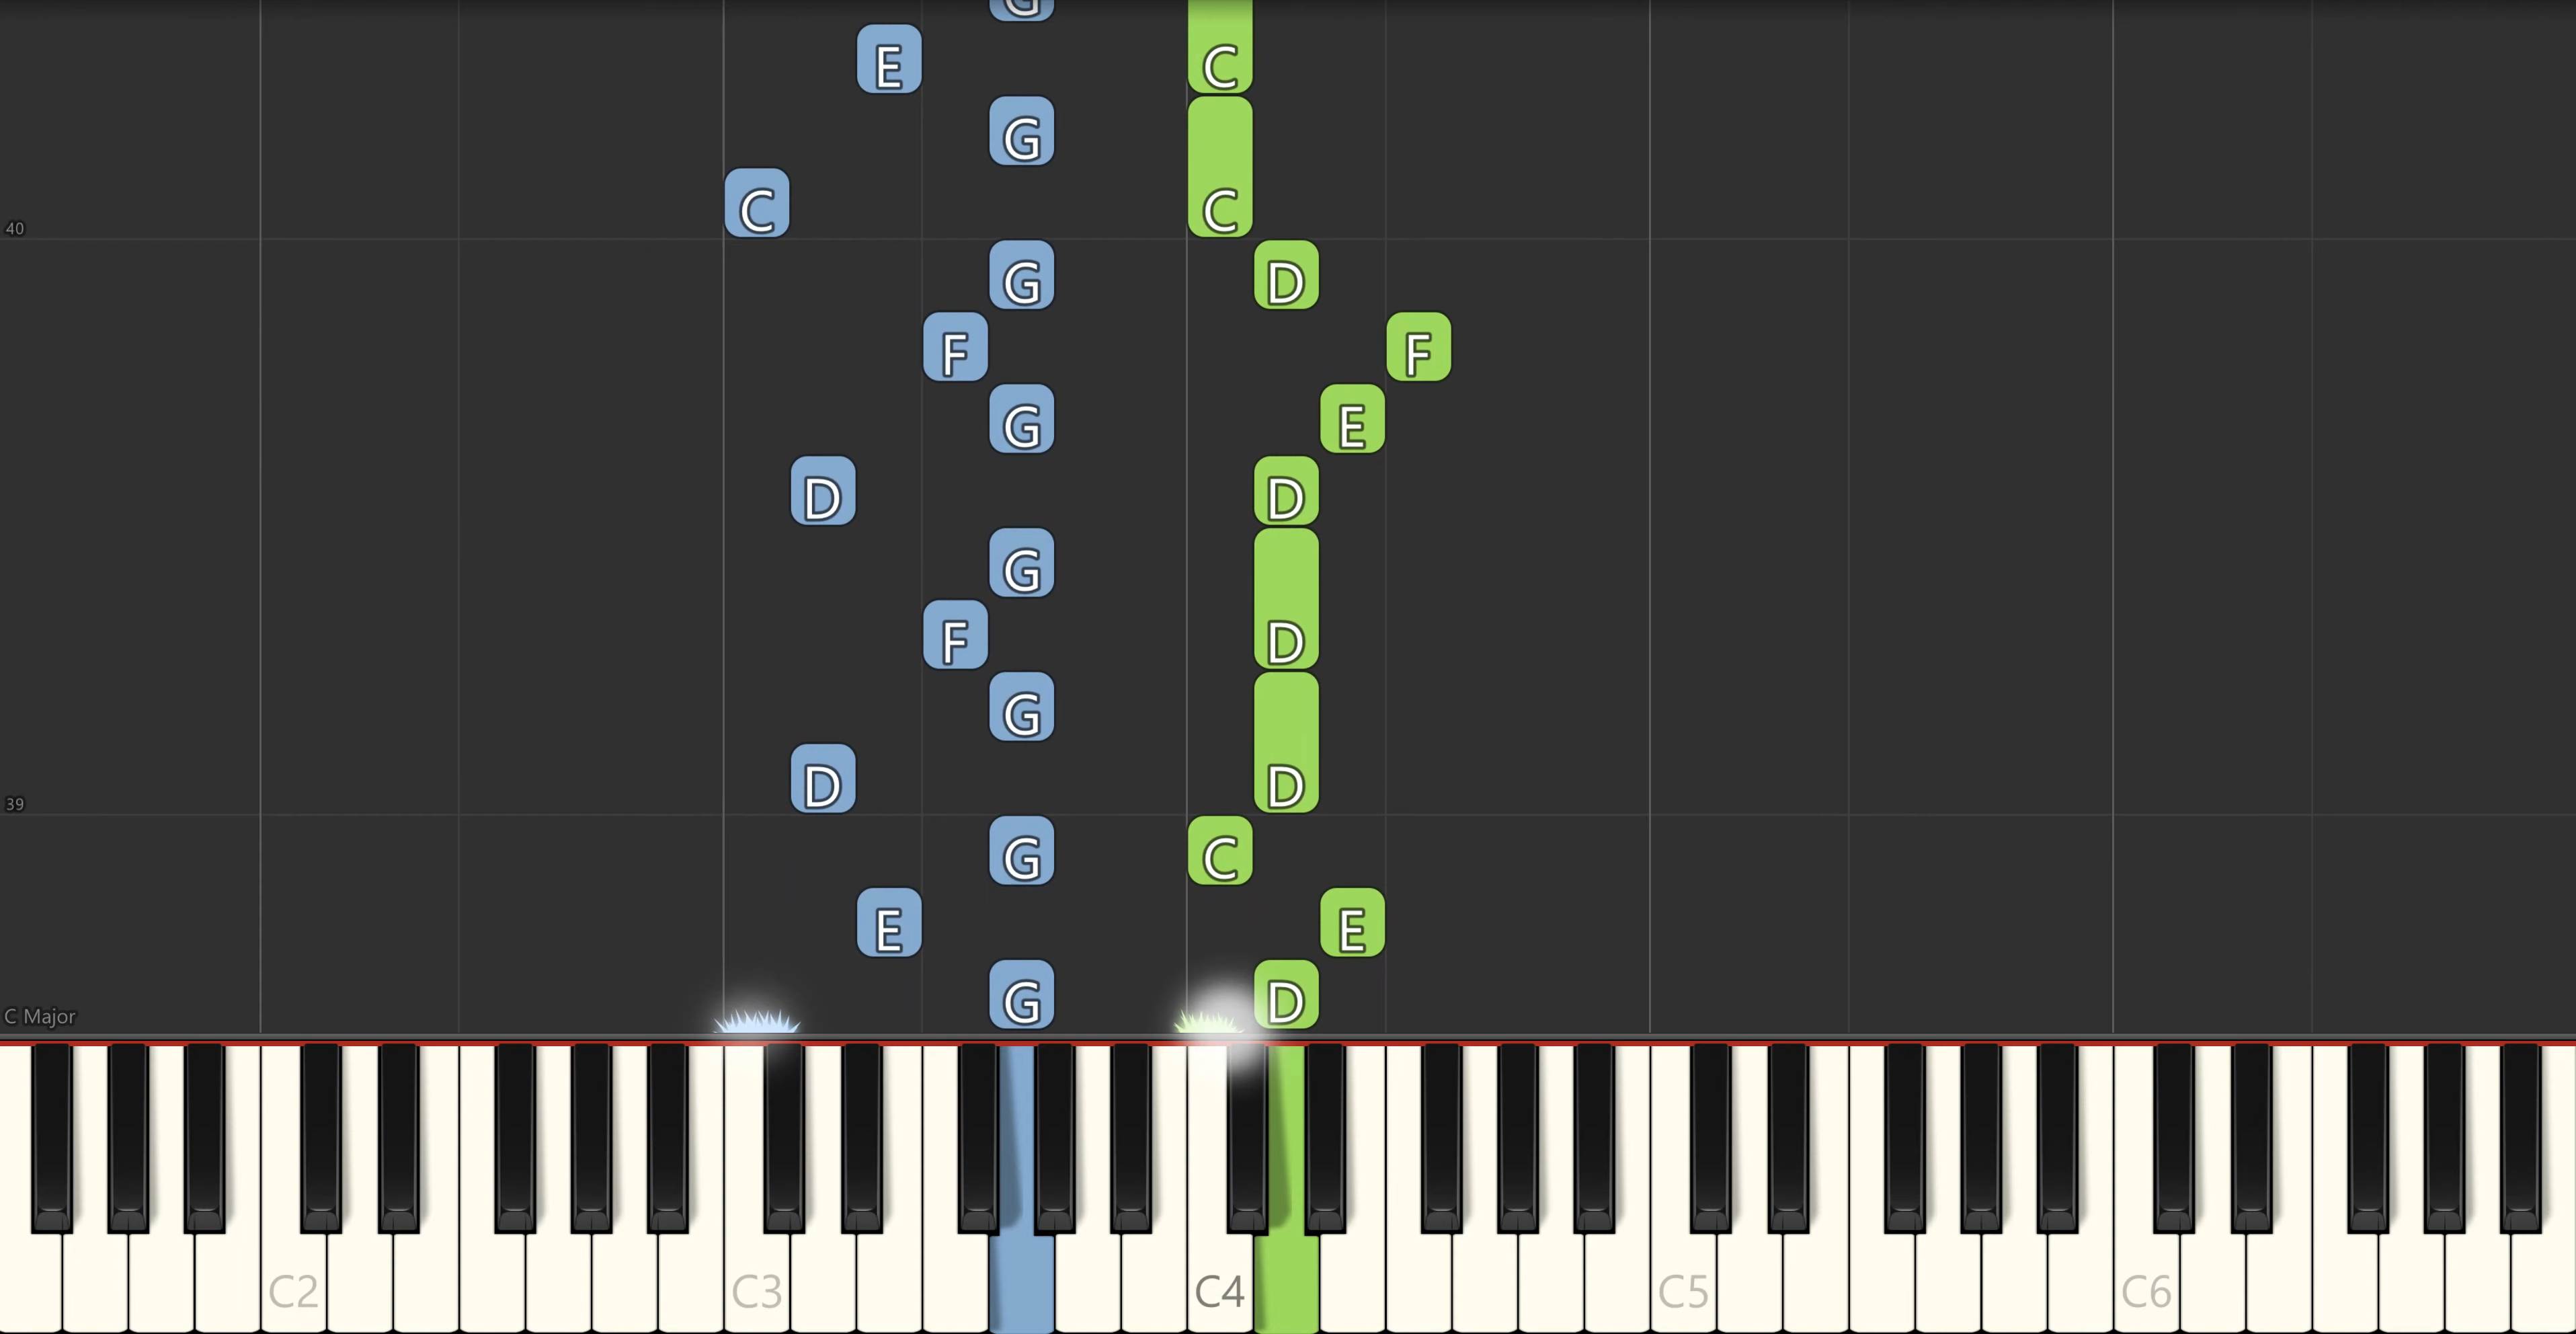 G
E C
G
C C
40
G D
F F
G E
D D
G
F D
G
D D
39
G C
E E
G D
C Major
C2 C3 C4 C5 C6